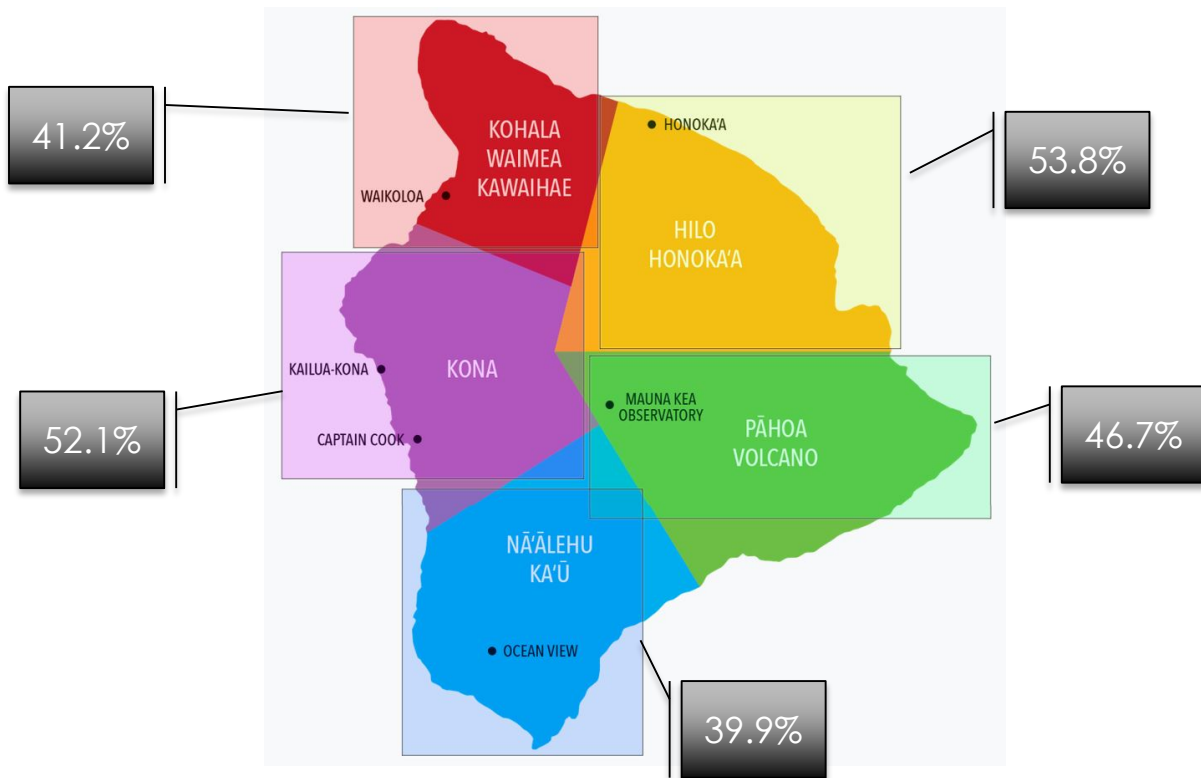 41.2%
KOHALA
WAIMEA
KAWAIHAE
WAIKOLOA
HONOKA‘A
53.8%
HILO
HONOKA‘A
52.1%
KAILUA-KONA
KONA
CAPTAIN COOK
MAUNA KEA
OBSERVATORY
PĀHOA
VOLCANO
46.7%
NĀ‘ĀLEHU
KA‘Ū
OCEAN VIEW
39.9%